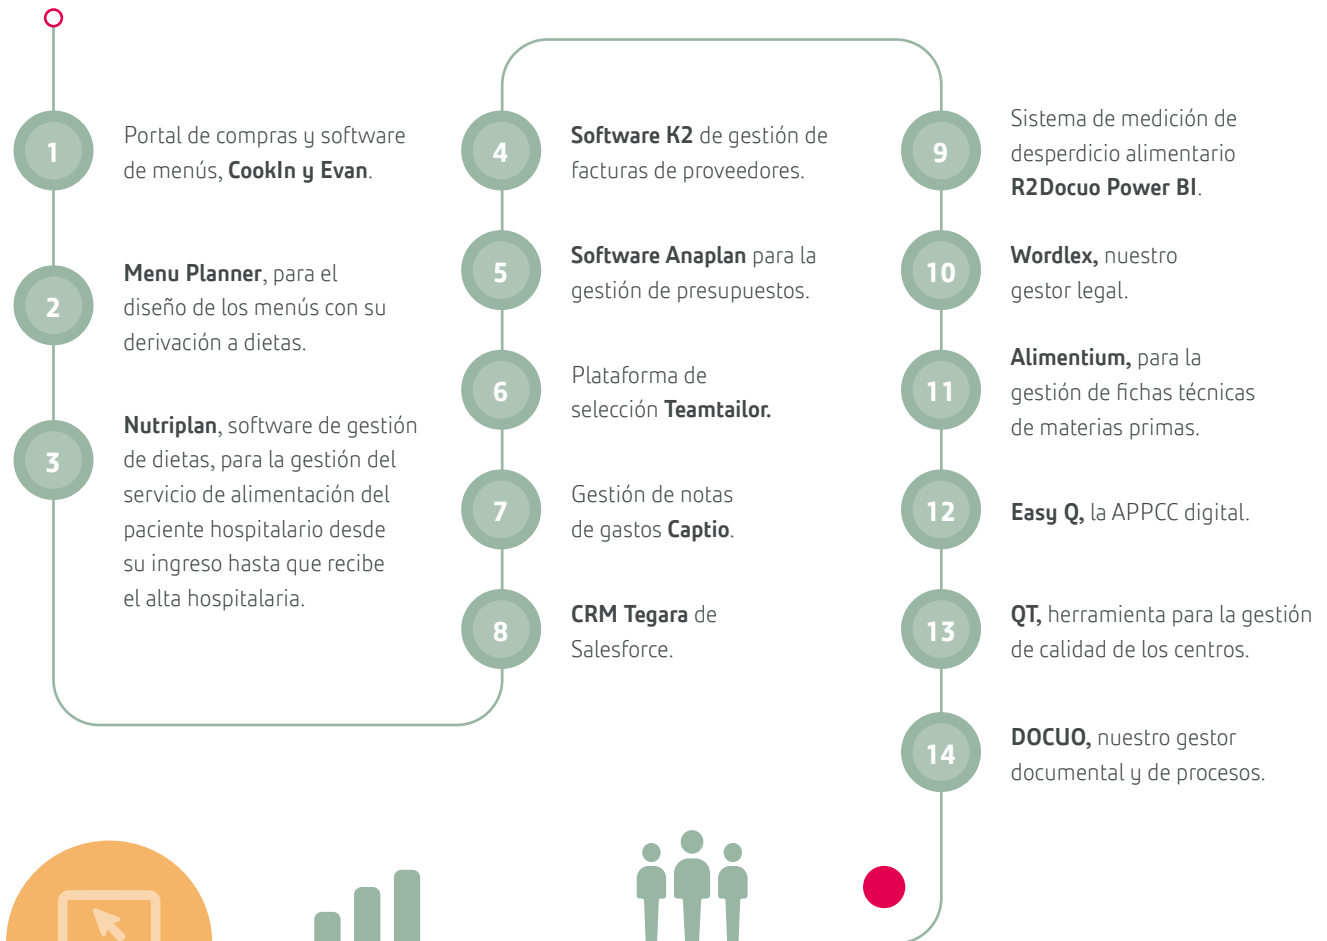 1
Portal de compras y software
de menús, CookIn y Evan.
2
Menu Planner, para el
diseño de los menús con su
derivación a dietas.
3
Nutriplan, software de gestión
de dietas, para la gestión del
servicio de alimentación del
paciente hospitalario desde
su ingreso hasta que recibe
el alta hospitalaria.
4
Software K2 de gestión de
facturas de proveedores.
5
Software Anaplan para la
gestión de presupuestos.
6
Plataforma de
selección Teamtailor.
7
Gestión de notas
de gastos Captio.
8
CRM Tegara de
Salesforce.
9
Sistema de medición de
desperdicio alimentario
R2Docuo Power BI.
10
Wordlex, nuestro
gestor legal.
11
Alimentium, para la
gestión de fichas técnicas
de materias primas.
12
Easy Q, la APPCC digital.
13
QT, herramienta para la gestión
de calidad de los centros.
14
DOCUO, nuestro gestor
documental y de procesos.